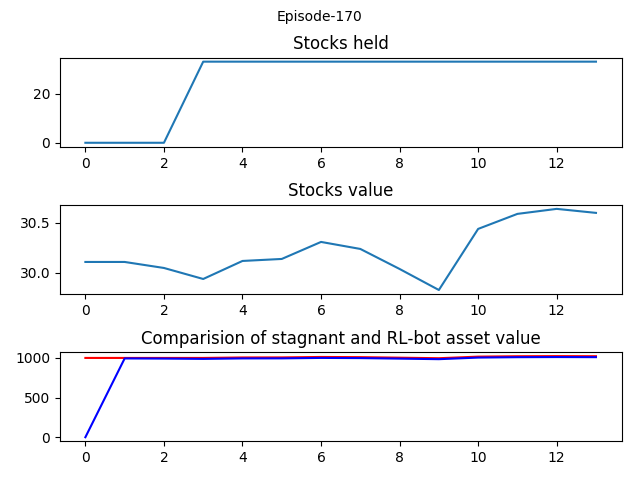 Episode-170
Stocks held
20
0
0 2 4 6 8 10 12
Stocks value
30.5
30.0
0 2 4 6 8 10 12
Comparision of stagnant and RL-bot asset value
1000
500
0
0 2 4 6 8 10 12